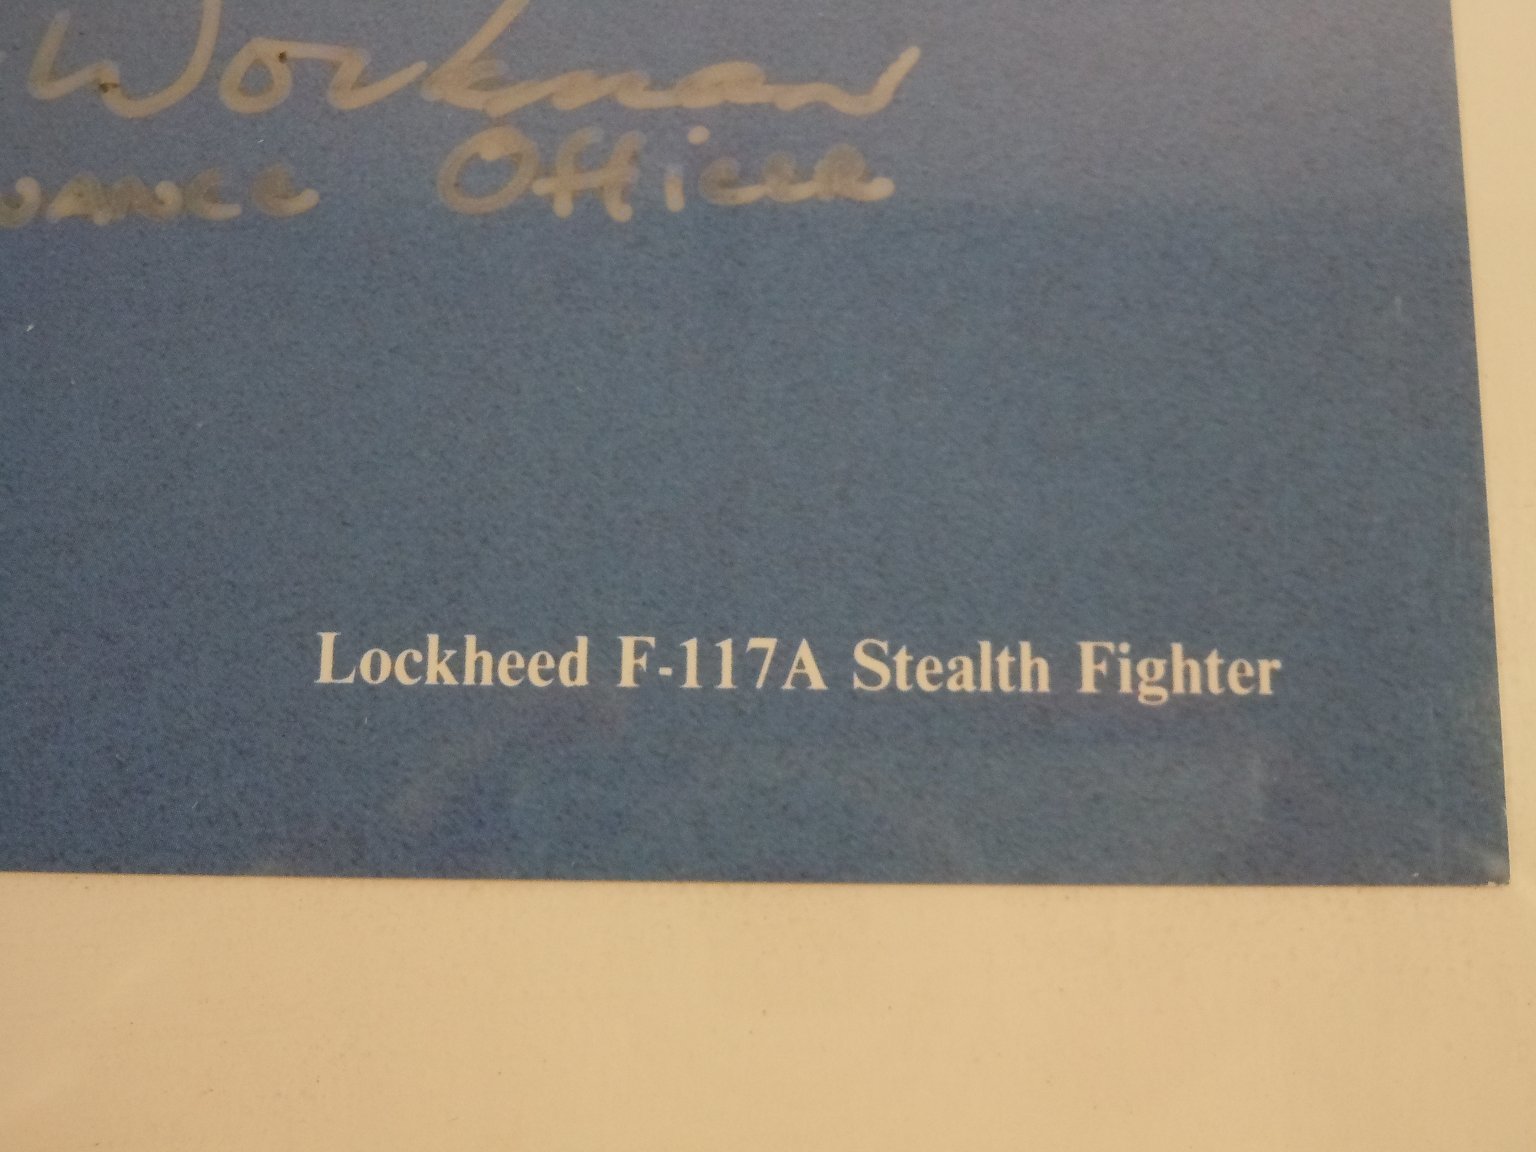 Workman
Officer
Lockheed F-117A Stealth Fighter